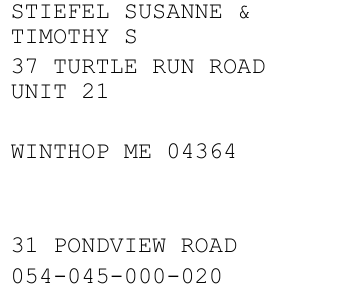 STIEFEL SUSANNE &
TIMOTHY S
37 TURTLE RUN ROAD
UNIT 21
WINTHOP ME 04364
31 PONDVIEW ROAD
054-045-000-020